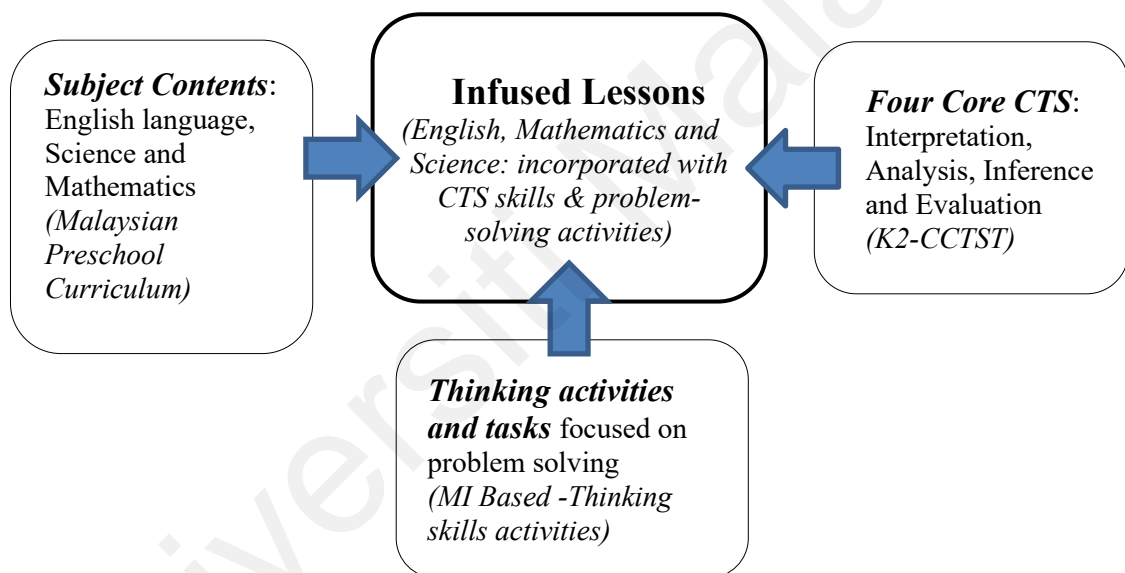 Subject Contents:
English language,
Science and
Mathematics
(Malaysian
Preschool
Curriculum)
Infused Lessons
(English, Mathematics and
Science: incorporated with
CTS skills & problem-
solving activities)
Four Core CTS:
Interpretation,
Analysis, Inference
and Evaluation
(K2-CCTST)
Thinking activities
and tasks focused on
problem solving
(MI Based -Thinking
skills activities)